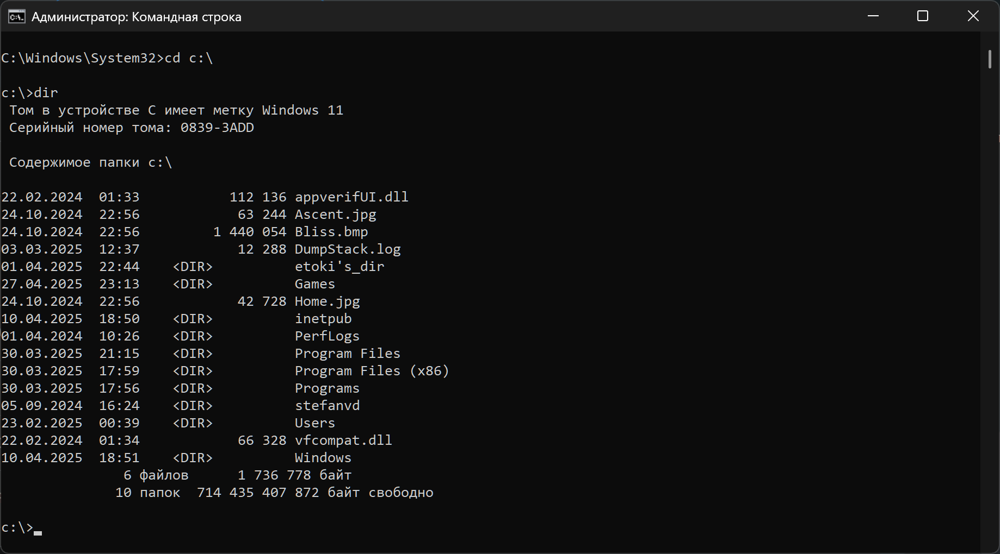 Администратор: Командная строка
C:\Windows\System32>cd c:\
c:\>dir
 Том в устройстве C имеет метку Windows 11
 Серийный номер тома: 0839-3ADD
 Содержимое папки c:\
22.02.2024  01:33           112 136 appverifUI.dll
24.10.2024  22:56            63 244 Ascent.jpg
24.10.2024  22:56         1 440 054 Bliss.bmp
03.03.2025  12:37            12 288 DumpStack.log
01.04.2025  22:44    <DIR>          etoki's_dir
27.04.2025  23:13    <DIR>          Games
24.10.2024  22:56            42 728 Home.jpg
10.04.2025  18:50    <DIR>          inetpub
01.04.2024  10:26    <DIR>          PerfLogs
30.03.2025  21:15    <DIR>          Program Files
30.03.2025  17:59    <DIR>          Program Files (x86)
30.03.2025  17:56    <DIR>          Programs
05.09.2024  16:24    <DIR>          stefanvd
23.02.2025  00:39    <DIR>          Users
22.02.2024  01:34            66 328 vfcompat.dll
10.04.2025  18:51    <DIR>          Windows
               6 файлов      1 736 778 байт
              10 папок  714 435 407 872 байт свободно
c:\>